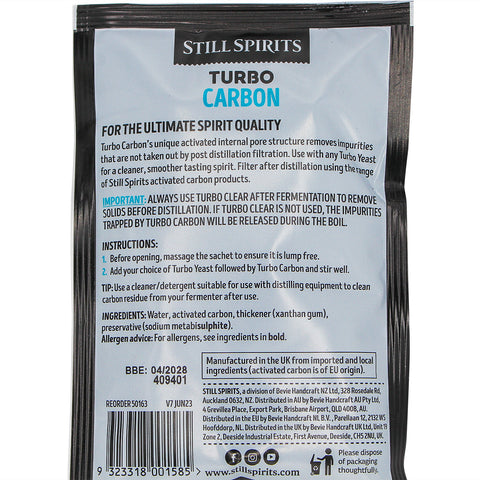 STILL SPIRITS
TURBO
CARBON
FOR THE ULTIMATE SPIRIT QUALITY
Turbo Carbon's unique activated internal pore structure removes impurities
that are not taken out by post distillation filtration. Use with any Turbo Yeast
for a cleaner, smoother tasting spirit. Filter after distillation using the range
of Still Spirits activated carbon products.
IMPORTANT: ALWAYS USE TURBO CLEAR AFTER FERMENTATION TO REMOVE
SOLIDS BEFORE DISTILLATION. IF TURBO CLEAR IS NOT USED, THE IMPURITIES
TRAPPED BY TURBO CARBON WILL BE RELEASED DURING THE BOIL.
INSTRUCTIONS:
1. Before opening, massage the sachet to ensure it is lump free.
2. Add your choice of Turbo Yeast followed by Turbo Carbon and stir well.
TIP: Use a cleaner/detergent suitable for use with distilling equipment to clean
carbon residue from your fermenter after use.
INGREDIENTS: Water, activated carbon, thickener (xanthan gum),
preservative (sodium metabisulphite).
Allergen advice: For allergens, see ingredients in bold.
BBE: 04/2028
409401
Manufactured in the UK from imported and local
ingredients (activated carbon is of EU origin).
STILL SPIRITS, a division of Bevie Handcraft NZ Ltd, 328 Rosedale Rd,
Auckland 0632, NZ. Distributed in AU by Bevie Handcraft AU Pty Ltd,
4 Grevillea Place, Export Park, Brisbane Airport, QLD 4008, AU.
Distributed in EU by Bevie Handcraft NL B.V., Parellaan 12, 2132 WS
Hoofddorp, NL. Distributed in UK by Bevie Handcraft UK Ltd, Unit 19
Zone 2, Deeside Industrial Estate, First Avenue, Deeside, CH5 2NU, UK.
REORDER 50163 V7 JUN23
9 323318 001585 >
www.stillspirits.com
Please dispose
of packaging
thoughtfully.